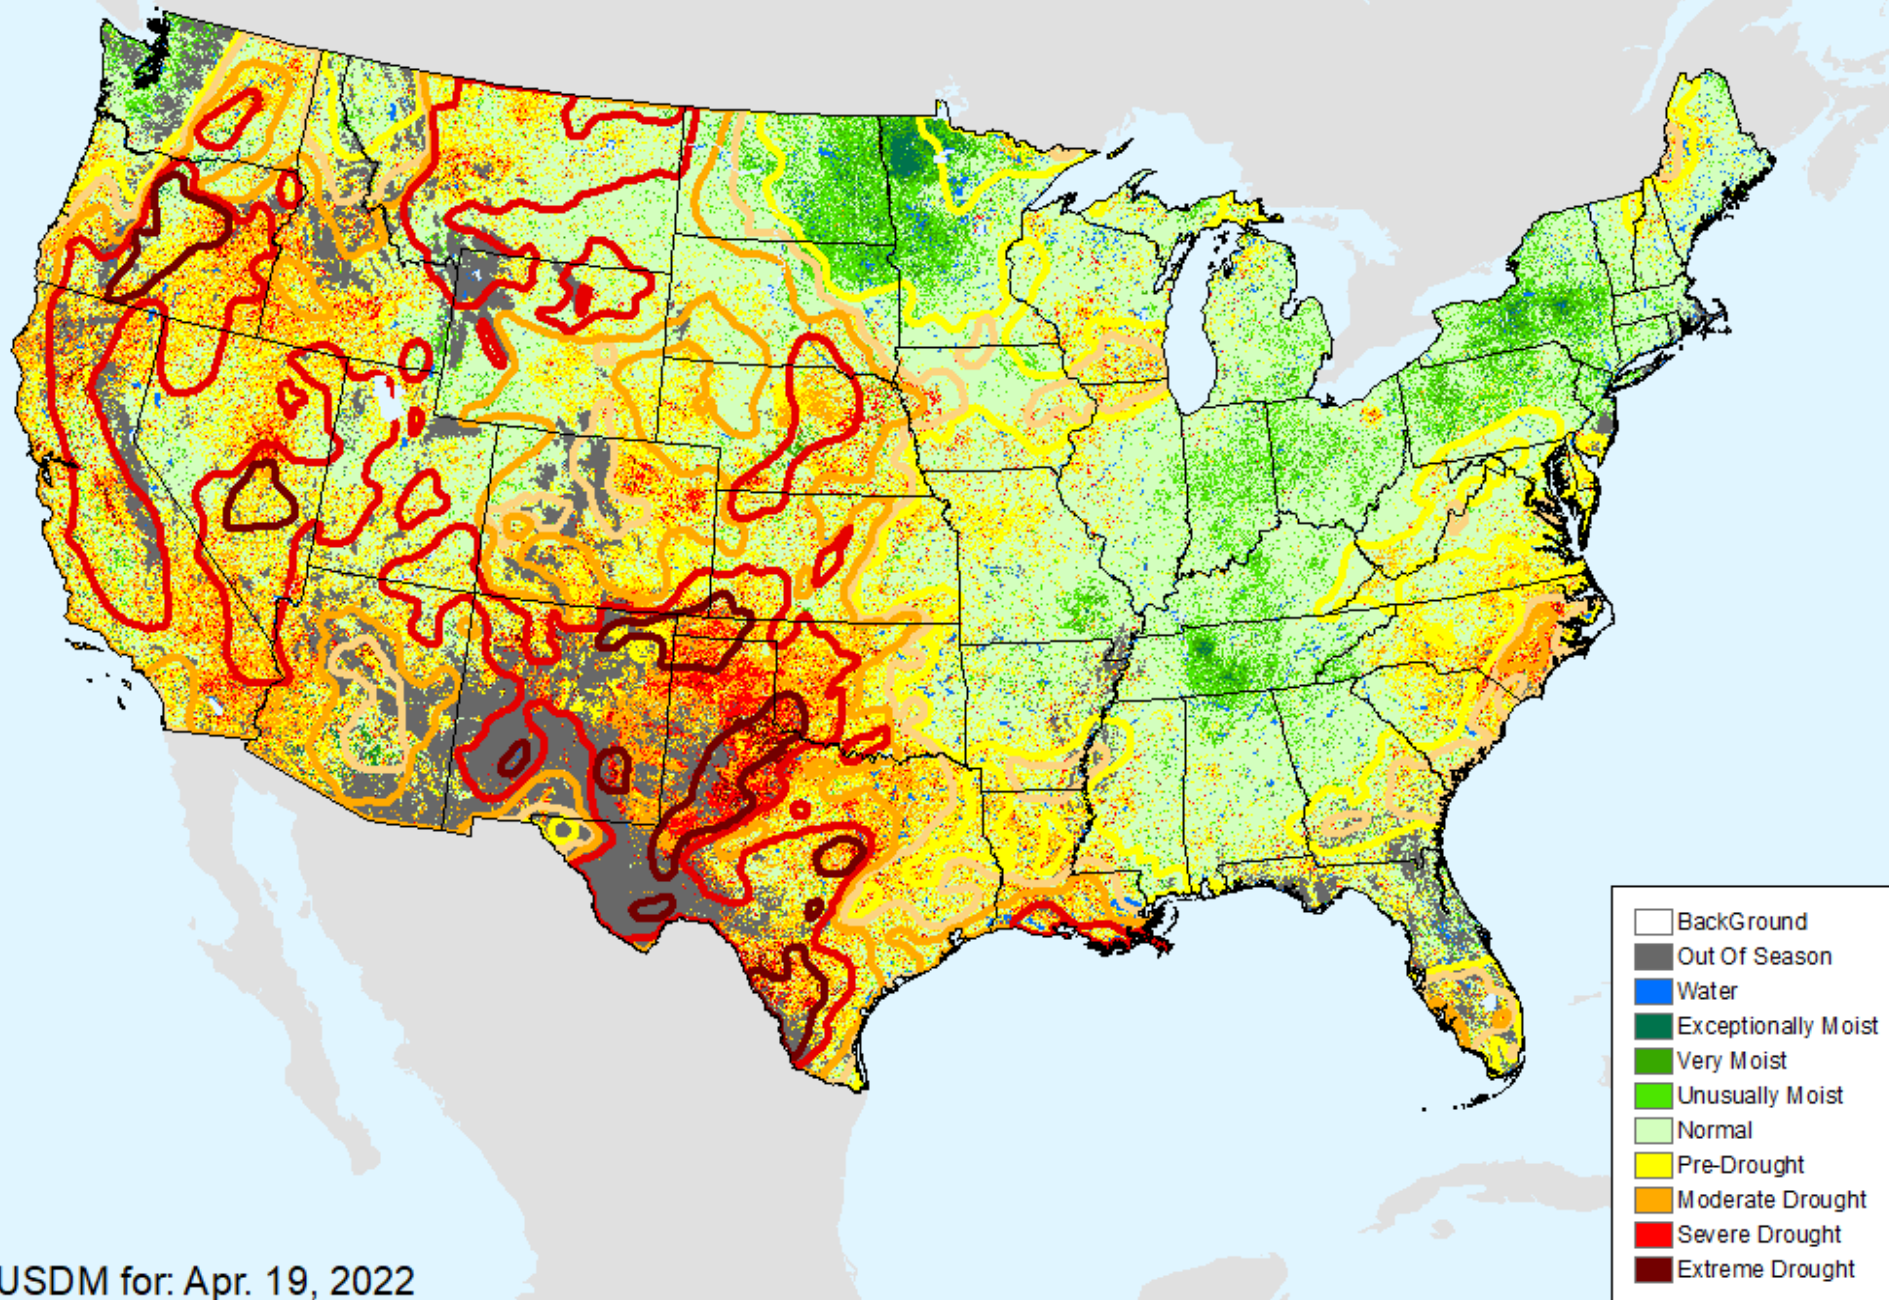 BackGround
Out Of Season
Water
Exceptionally Moist
Very Moist
Unusually Moist
Normal
Pre-Drought
Moderate Drought
Severe Drought
Extreme Drought
USDM for: Apr. 19, 2022